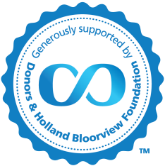 Generously supported by
Donors & Holland Bloorview Foundation
TM